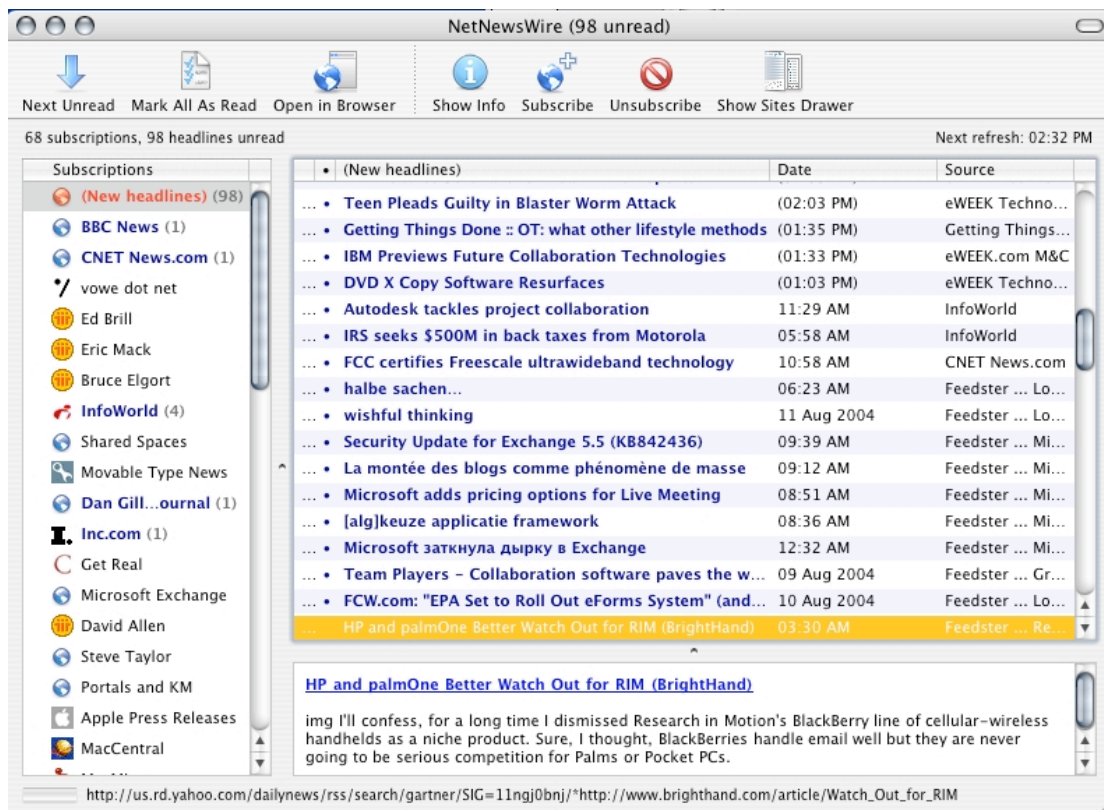 NetNewsWire (98 unread)
Next Unread Mark All As Read Open in Browser Show Info Subscribe Unsubscribe Show Sites Drawer
68 subscriptions, 98 headlines unread Next refresh: 02:32 PM
Subscriptions
(New headlines) (98)
BBC News (1)
CNET News.com (1)
vowe dot net
Ed Brill
Eric Mack
Bruce Elgort
InfoWorld (4)
Shared Spaces
Movable Type News
Dan Gill...ournal (1)
Inc.com (1)
Get Real
Microsoft Exchange
David Allen
Steve Taylor
Portals and KM
Apple Press Releases
MacCentral
• (New headlines) Date Source
... • Teen Pleads Guilty in Blaster Worm Attack (02:03 PM) eWEEK Techno...
... • Getting Things Done :: OT: what other lifestyle methods (01:35 PM) Getting Things...
... • IBM Previews Future Collaboration Technologies (01:33 PM) eWEEK.com M&C
... • DVD X Copy Software Resurfaces (01:03 PM) eWEEK Techno...
... • Autodesk tackles project collaboration 11:29 AM InfoWorld
... • IRS seeks $500M in back taxes from Motorola 05:58 AM InfoWorld
... • FCC certifies Freescale ultrawideband technology 10:58 AM CNET News.com
... • halbe sachen... 06:23 AM Feedster ... Lo...
... • wishful thinking 11 Aug 2004 Feedster ... Lo...
... • Security Update for Exchange 5.5 (KB842436) 09:39 AM Feedster ... Mi...
... • La montée des blogs comme phénomène de masse 09:12 AM Feedster ... Mi...
... • Microsoft adds pricing options for Live Meeting 08:51 AM Feedster ... Mi...
... • [alg]keuze applicatie framework 08:36 AM Feedster ... Mi...
... • Microsoft заткнула дырку в Exchange 12:32 AM Feedster ... Mi...
... • Team Players – Collaboration software paves the w... 09 Aug 2004 Feedster ... Gr...
... • FCW.com: "EPA Set to Roll Out eForms System" (and... 10 Aug 2004 Feedster ... Lo...
... HP and palmOne Better Watch Out for RIM (BrightHand) 03:30 AM Feedster ... Re...
HP and palmOne Better Watch Out for RIM (BrightHand)
img I'll confess, for a long time I dismissed Research in Motion's BlackBerry line of cellular-wireless
handhelds as a niche product. Sure, I thought, BlackBerries handle email well but they are never
going to be serious competition for Palms or Pocket PCs.
http://us.rd.yahoo.com/dailynews/rss/search/gartner/SIG=11ngj0bnj/*http://www.brighthand.com/article/Watch_Out_for_RIM